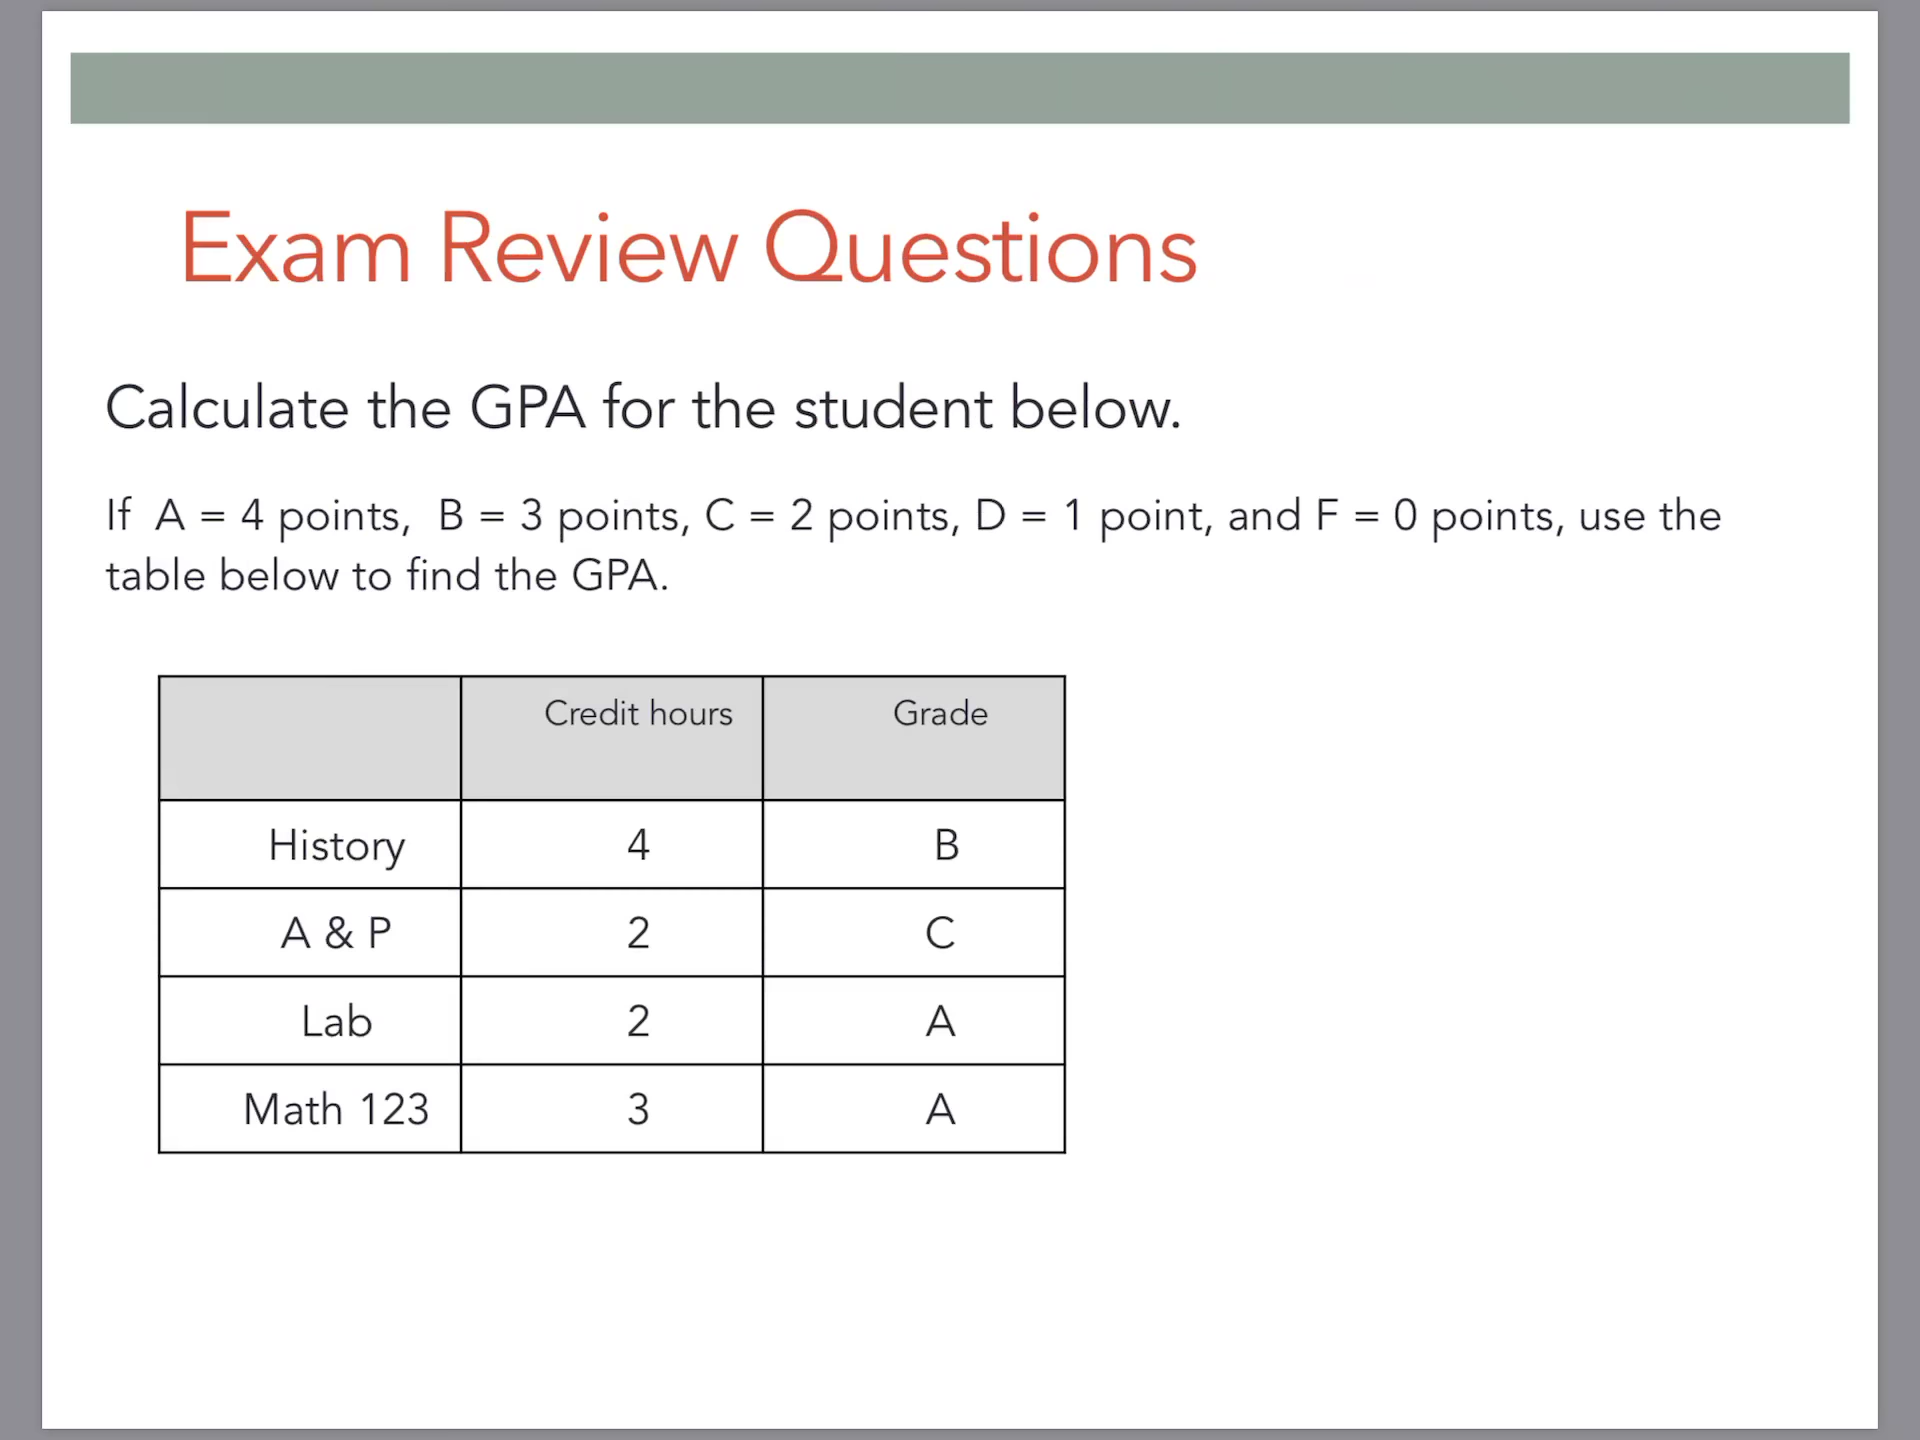 Exam Review Questions
Calculate the GPA for the student below.
If A = 4 points, B = 3 points, C = 2 points, D = 1 point, and F = 0 points, use the
table below to find the GPA.
Credit hours Grade
History 4 B
A & P 2 C
Lab 2 A
Math 123 3 A